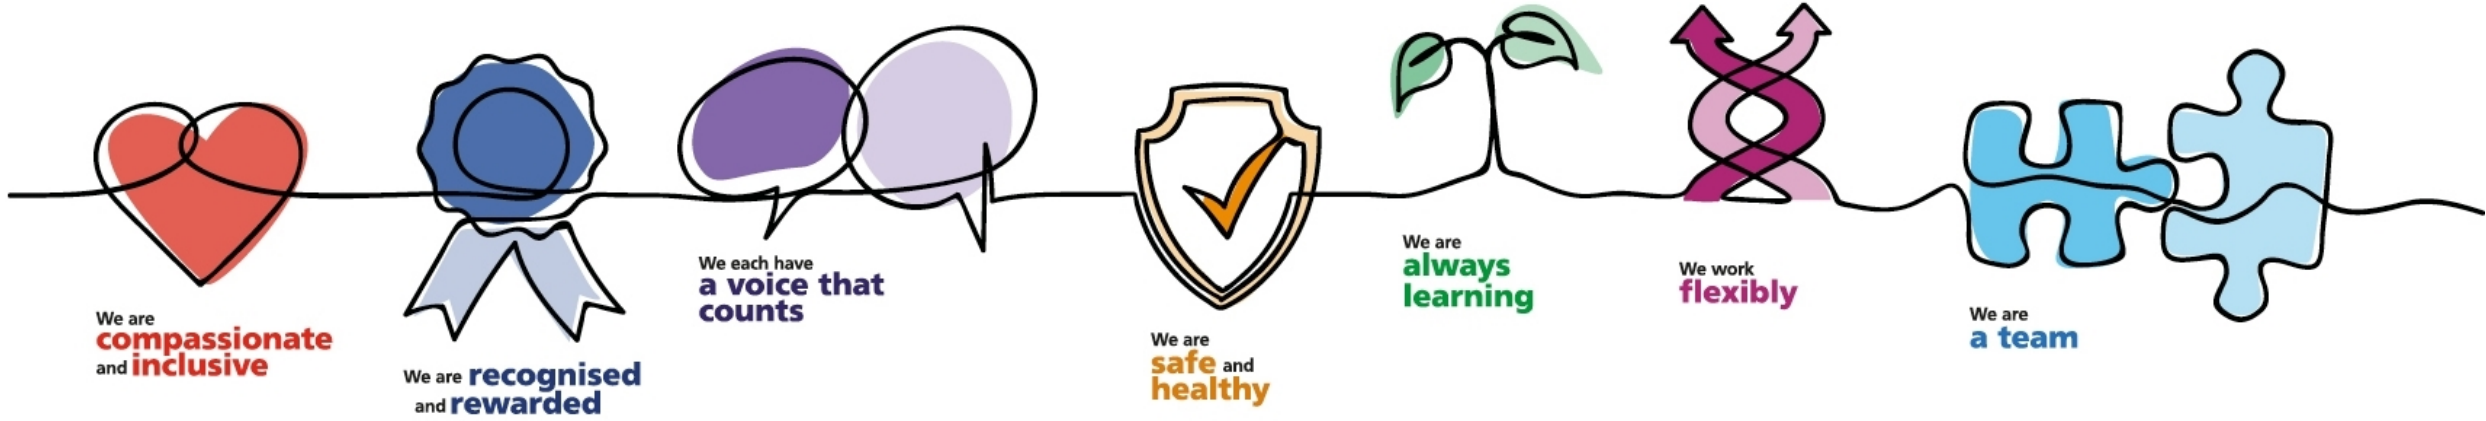 We are
compassionate
and inclusive
We are recognised
and rewarded
We each have
a voice that
counts
We are
safe and
healthy
We are
always
learning
We work
flexibly
We are
a team